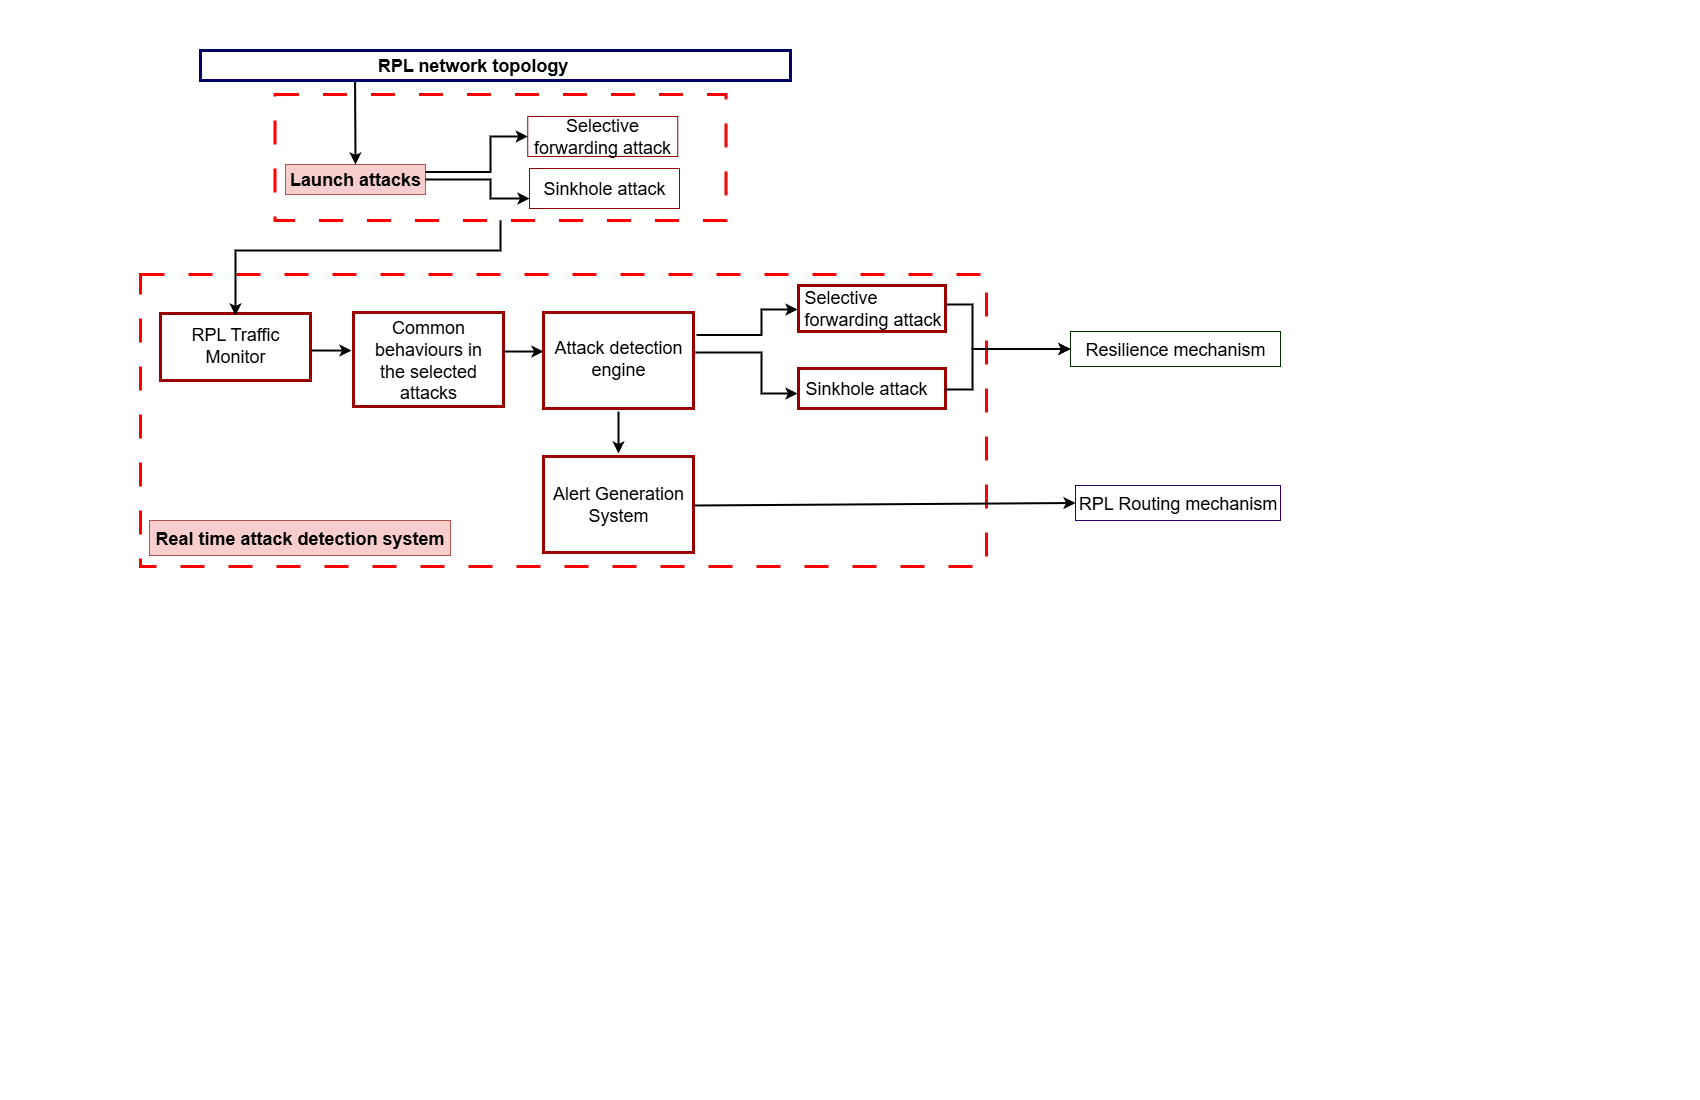 RPL network topology
Selective
forwarding attack
Launch attacks
Sinkhole attack
RPL Traffic
Monitor
Common
behaviours in
the selected
attacks
Attack detection
engine
Selective
forwarding attack
Sinkhole attack
Resilience mechanism
Alert Generation
System
RPL Routing mechanism
Real time attack detection system